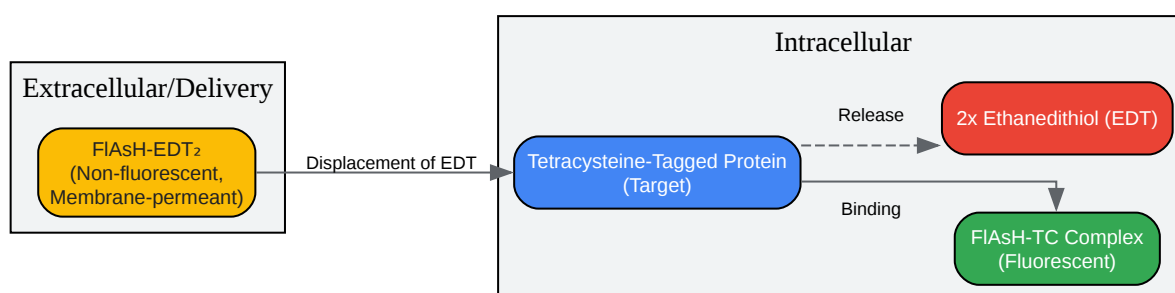 Extracellular/Delivery
FlAsH-EDT₂
(Non-fluorescent,
Membrane-permeant)
Displacement of EDT
Intracellular
Tetracysteine-Tagged Protein
(Target)
Release
2x Ethanedithiol (EDT)
Binding
FlAsH-TC Complex
(Fluorescent)